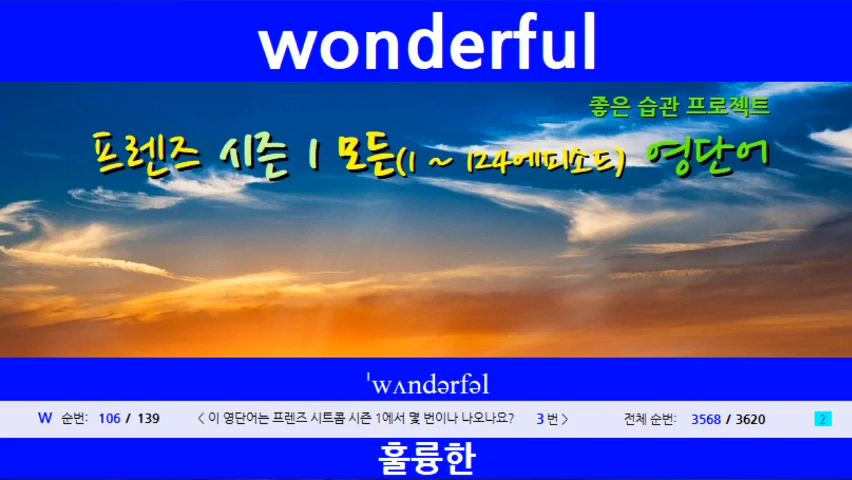 wonderful
좋은 습관 프로젝트
프렌즈 시즌 1 모든(1 ~ 124에피소드) 영단어
ˈwʌndərfəl
W 순번: 106 / 139 < 이 영단어는 프렌즈 시트콤 시즌 1에서 몇 번이나 나오나요? 3 번 > 전체 순번: 3568 / 3620 2
훌륭한